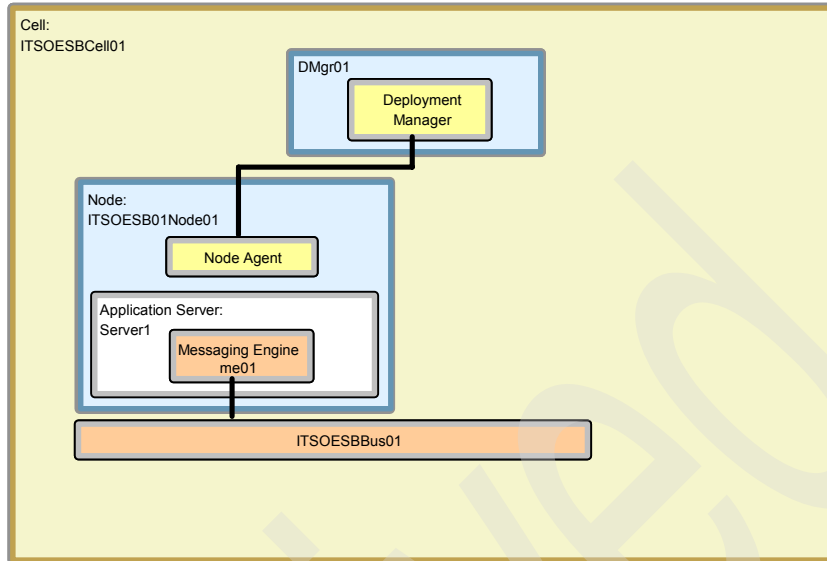 Cell:
ITSOESBCell01
DMgr01
Deployment
Manager
Node:
ITSOESB01Node01
Node Agent
Application Server:
Server1
Messaging Engine
me01
ITSOESBBus01